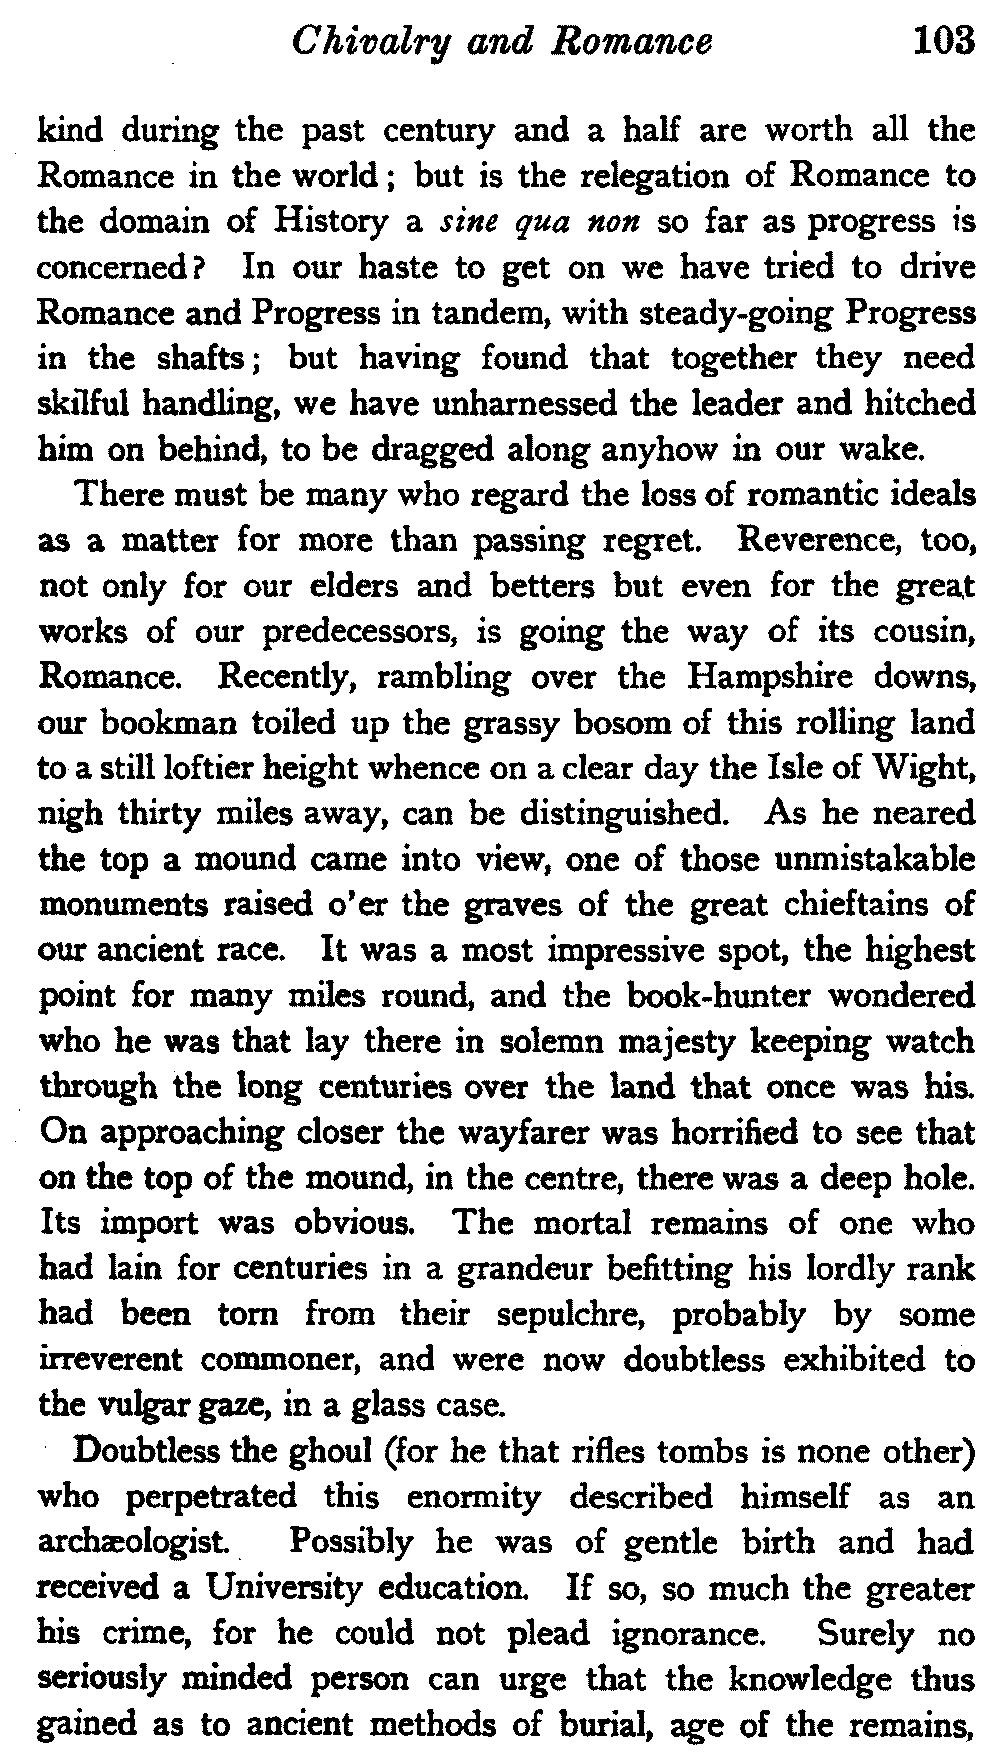 Chivalry and Romance 103
kind during the past century and a half are worth all the
Romance in the world; but is the relegation of Romance to
the domain of History a sine qua non so far as progress is
concerned? In our haste to get on we have tried to drive
Romance and Progress in tandem, with steady-going Progress
in the shafts; but having found that together they need
skilful handling, we have unharnessed the leader and hitched
him on behind, to be dragged along anyhow in our wake.
There must be many who regard the loss of romantic ideals
as a matter for more than passing regret. Reverence, too,
not only for our elders and betters but even for the great
works of our predecessors, is going the way of its cousin,
Romance. Recently, rambling over the Hampshire downs,
our bookman toiled up the grassy bosom of this rolling land
to a still loftier height whence on a clear day the Isle of Wight,
nigh thirty miles away, can be distinguished. As he neared
the top a mound came into view, one of those unmistakable
monuments raised o'er the graves of the great chieftains of
our ancient race. It was a most impressive spot, the highest
point for many miles round, and the book-hunter wondered
who he was that lay there in solemn majesty keeping watch
through the long centuries over the land that once was his.
On approaching closer the wayfarer was horrified to see that
on the top of the mound, in the centre, there was a deep hole.
Its import was obvious. The mortal remains of one who
had lain for centuries in a grandeur befitting his lordly rank
had been torn from their sepulchre, probably by some
irreverent commoner, and were now doubtless exhibited to
the vulgar gaze, in a glass case.
Doubtless the ghoul (for he that rifles tombs is none other)
who perpetrated this enormity described himself as an
archæologist. Possibly he was of gentle birth and had
received a University education. If so, so much the greater
his crime, for he could not plead ignorance. Surely no
seriously minded person can urge that the knowledge thus
gained as to ancient methods of burial, age of the remains,